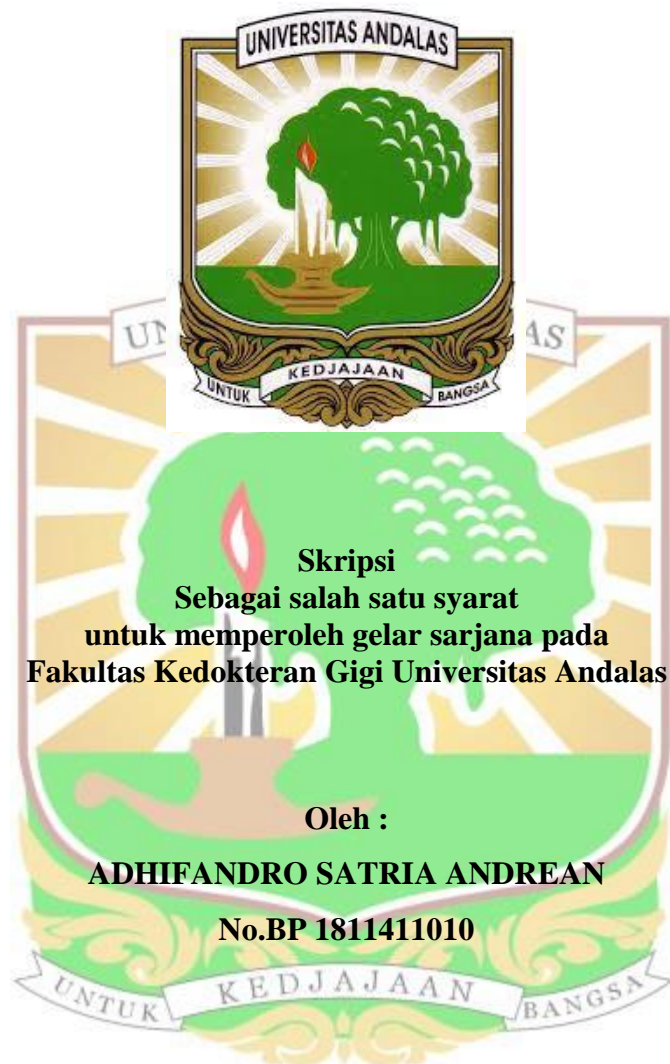 UNIVERSITAS ANDALAS
UNTUK KEDJAJAAN BANGSA
Skripsi
Sebagai salah satu syarat
untuk memperoleh gelar sarjana pada
Fakultas Kedokteran Gigi Universitas Andalas
Oleh :
ADHIFANDRO SATRIA ANDREAN
No.BP 1811411010
UNTUK KEDJAJAAN BANGSA